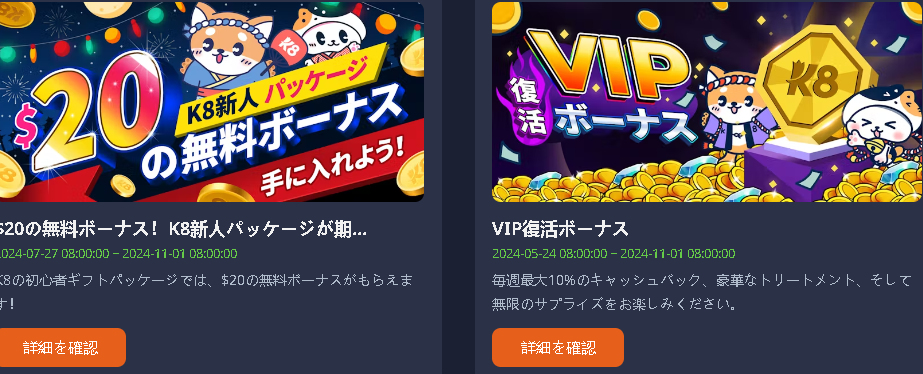 $20
K8
K8新人 パッケージ
の無料ボーナス
手に入れよう!
$20の無料ボーナス! K8新人パッケージが期...
2024-07-27 08:00:00 ~ 2024-11-01 08:00:00
K8の初心者ギフトパッケージでは、$20の無料ボーナスがもらえま
す!
詳細を確認
VIP
復活
ボーナス
K8
VIP復活ボーナス
2024-05-24 08:00:00 ~ 2024-11-01 08:00:00
毎週最大10%のキャッシュバック、豪華なトリートメント、そして
無限のサプライズをお楽しみください。
詳細を確認